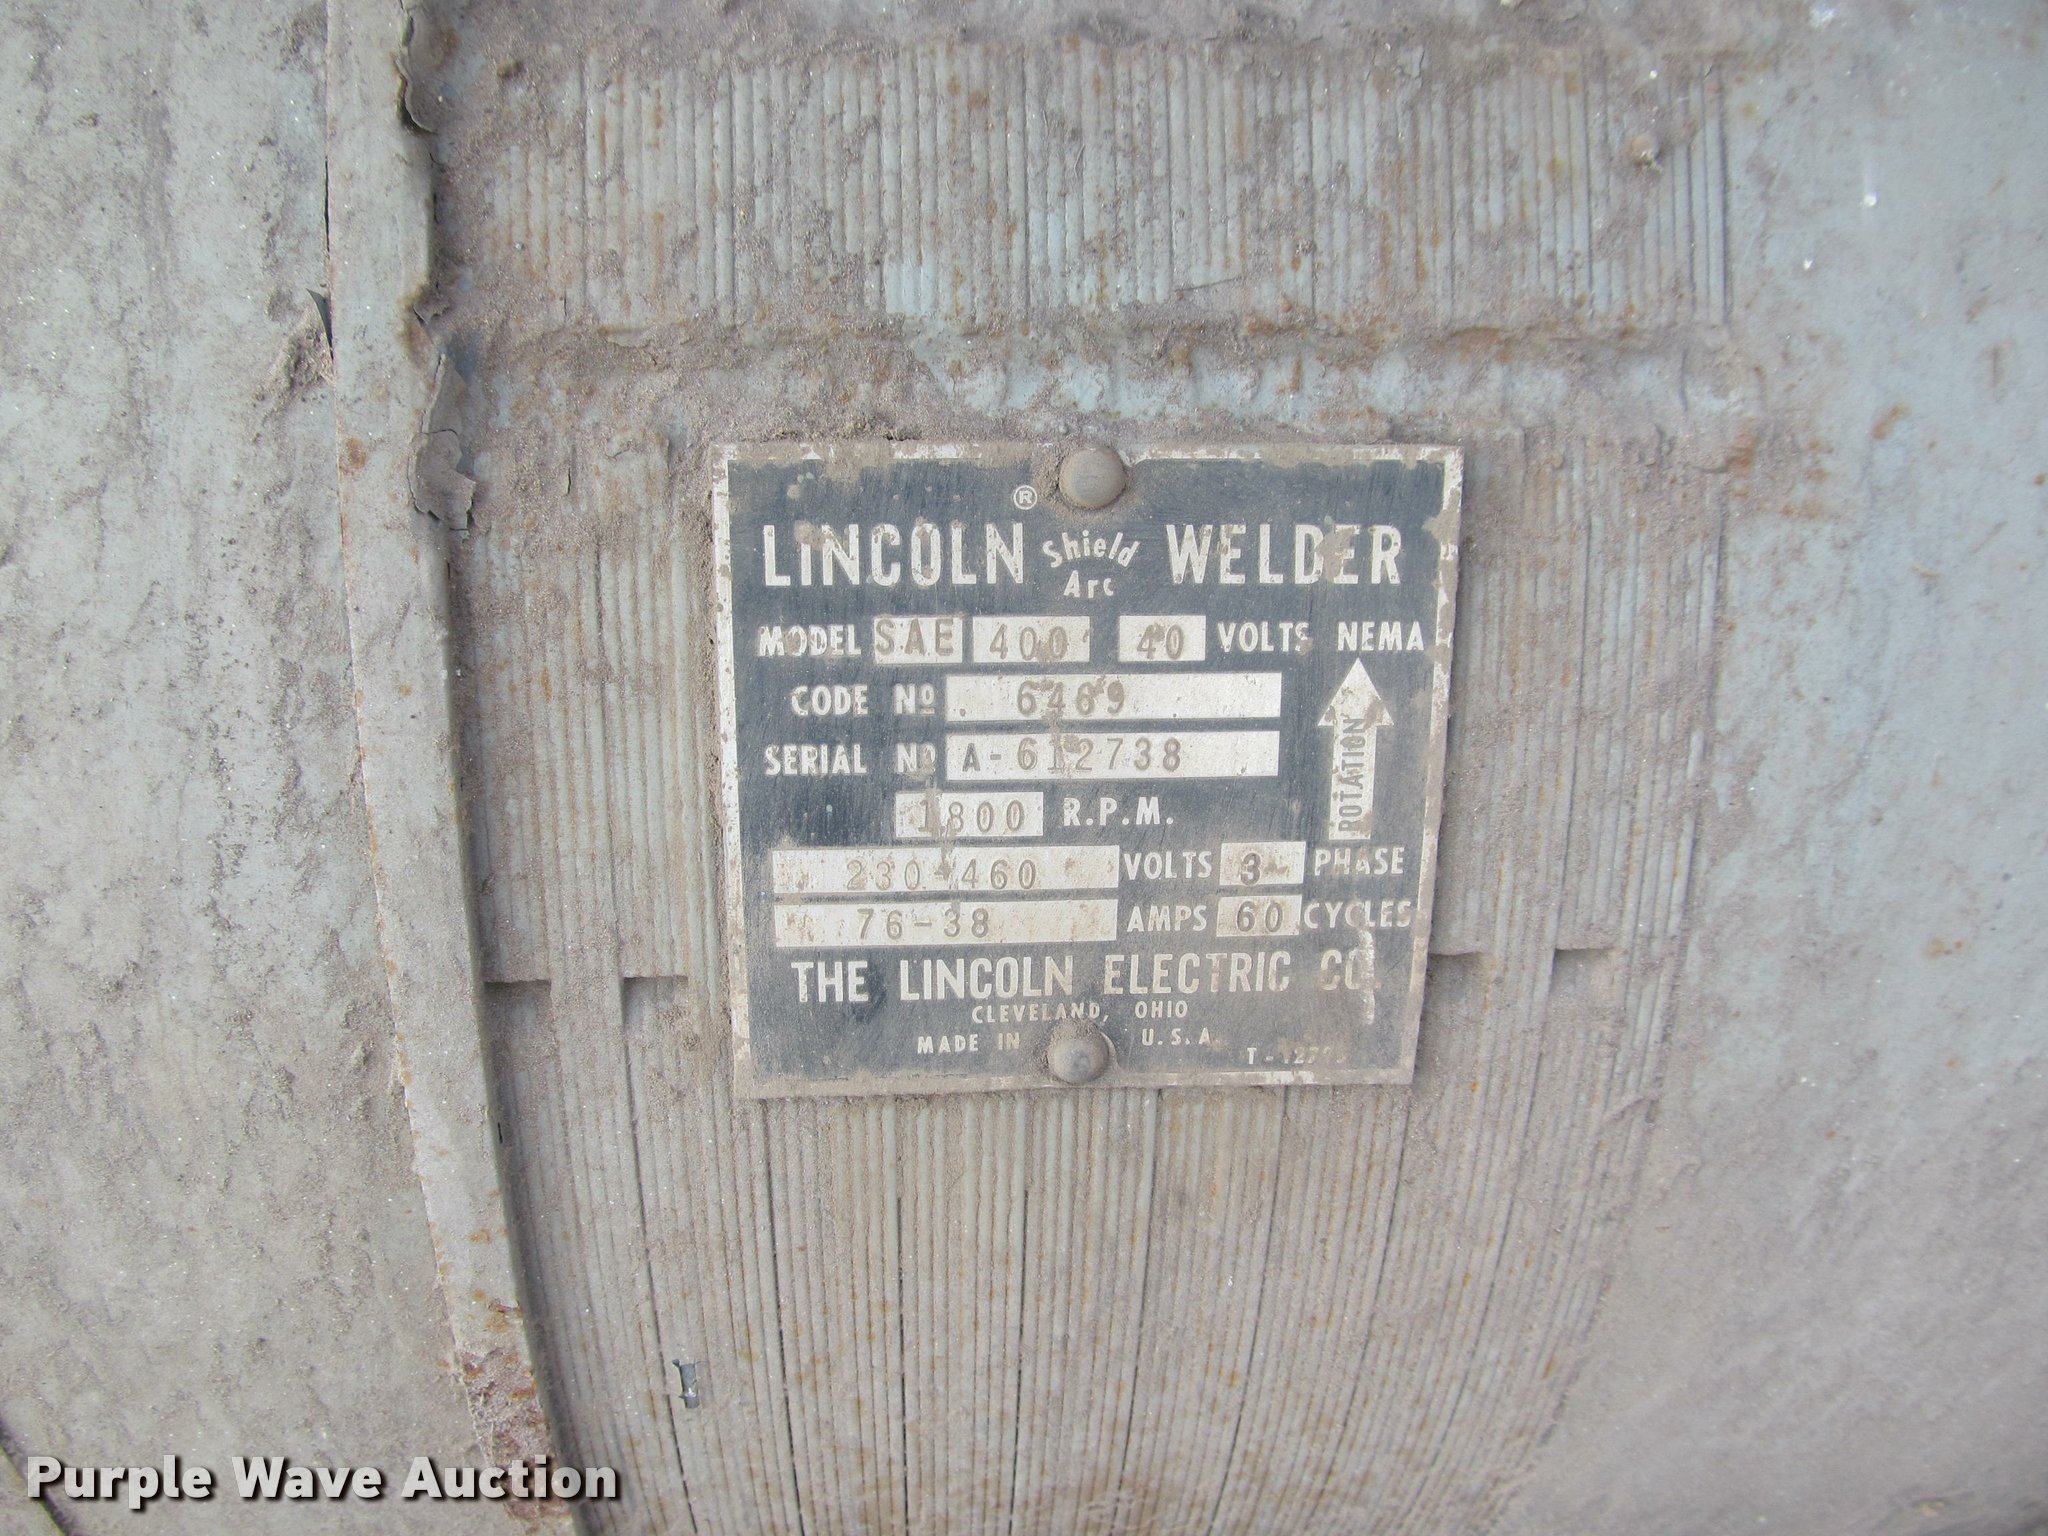 ®
LINCOLN Shield Arc WELDER
MODEL SAE 400 40 VOLTS NEMA
CODE Nº 6469
SERIAL Nº A-612738
1800 R.P.M.
ROTATION
230-460 VOLTS 3 PHASE
76-38 AMPS 60 CYCLES
THE LINCOLN ELECTRIC CO.
CLEVELAND, OHIO
MADE IN U.S.A.
Purple Wave Auction